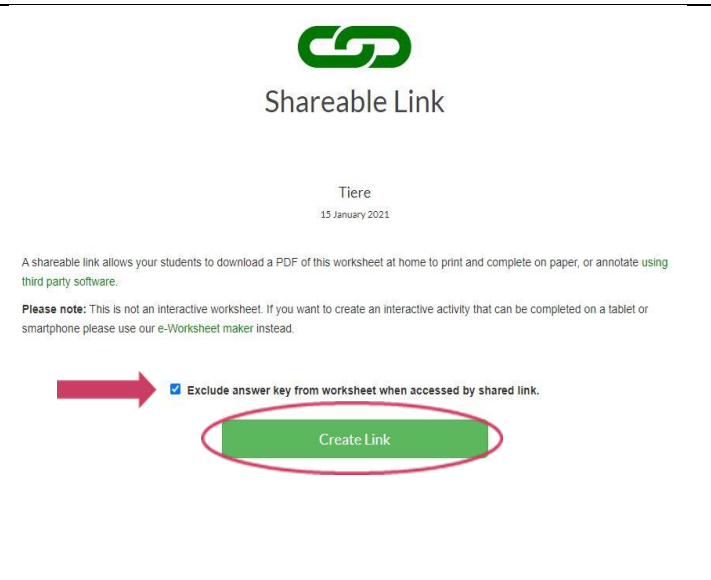 Shareable Link
Tiere
15 January 2021
A shareable link allows your students to download a PDF of this worksheet at home to print and complete on paper, or annotate using
third party software.
Please note: This is not an interactive worksheet. If you want to create an interactive activity that can be completed on a tablet or
smartphone please use our e-Worksheet maker instead.
Exclude answer key from worksheet when accessed by shared link.
Create Link